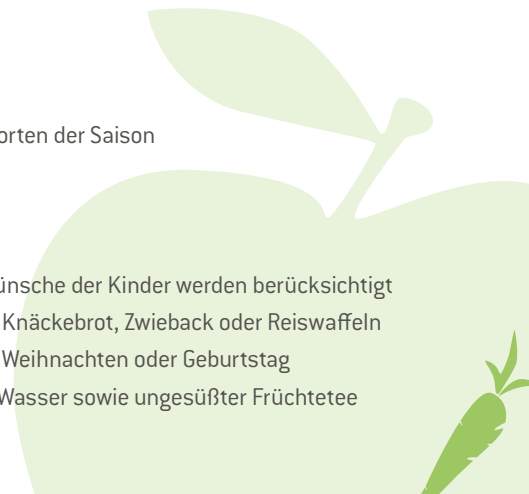 orten der Saison
ünsche der Kinder werden berücksichtigt
Knäckebrot, Zwieback oder Reiswaffeln
Weihnachten oder Geburtstag
Wasser sowie ungesüßter Früchtetee